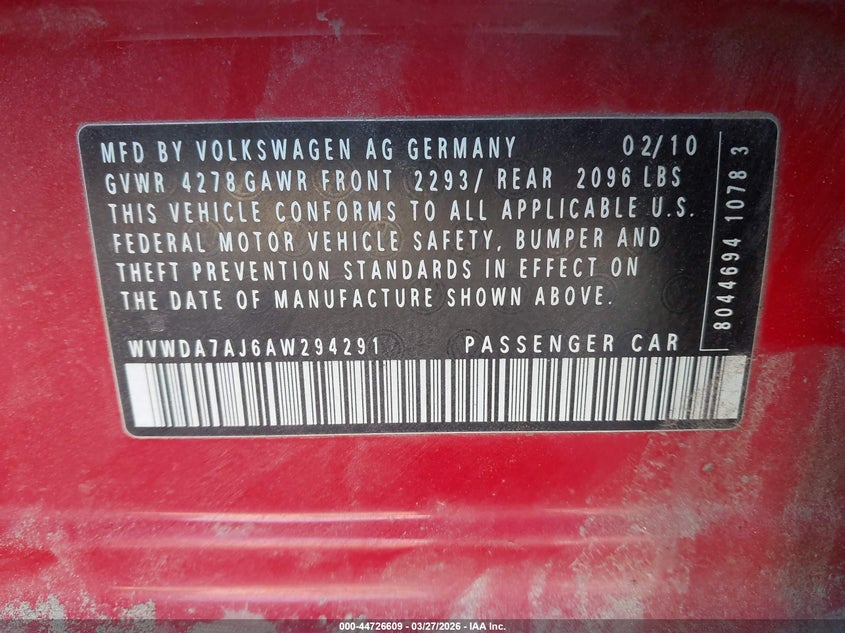 MFD BY VOLKSWAGEN AG GERMANY 02/10
GVWR 4278 GAWR FRONT 2293/ REAR 2096 LBS
THIS VEHICLE CONFORMS TO ALL APPLICABLE U.S.
FEDERAL MOTOR VEHICLE SAFETY, BUMPER AND
THEFT PREVENTION STANDARDS IN EFFECT ON
THE DATE OF MANUFACTURE SHOWN ABOVE.
WVWDA7AJ6AW294291 PASSENGER CAR
8044694 1078 3
000-44726609 - 03/27/2026 - IAA Inc.